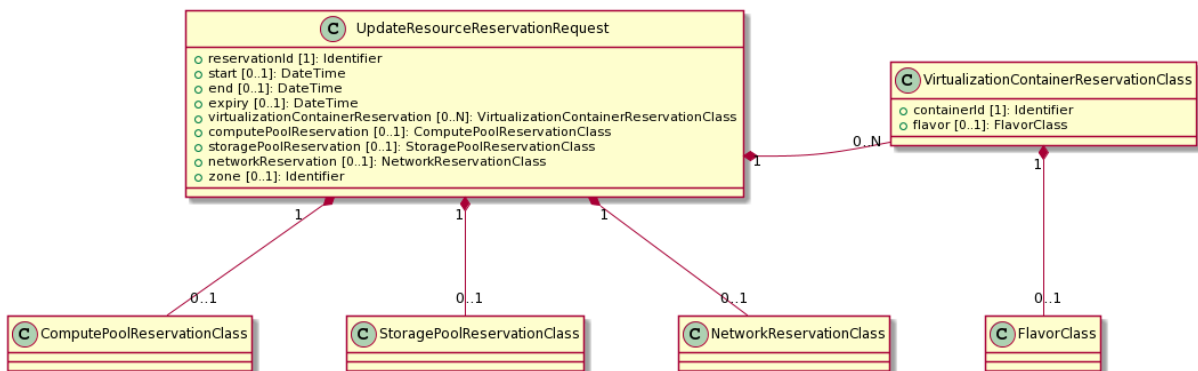 C UpdateResourceReservationRequest
reservationId [1]: Identifier
start [0..1]: DateTime
end [0..1]: DateTime
expiry [0..1]: DateTime
virtualizationContainerReservation [0..N]: VirtualizationContainerReservationClass
computePoolReservation [0..1]: ComputePoolReservationClass
storagePoolReservation [0..1]: StoragePoolReservationClass
networkReservation [0..1]: NetworkReservationClass
zone [0..1]: Identifier
C VirtualizationContainerReservationClass
containerId [1]: Identifier
flavor [0..1]: FlavorClass
1
0..N
1
1
1
1
0..1
0..1
0..1
0..1
C ComputePoolReservationClass
C StoragePoolReservationClass
C NetworkReservationClass
C FlavorClass